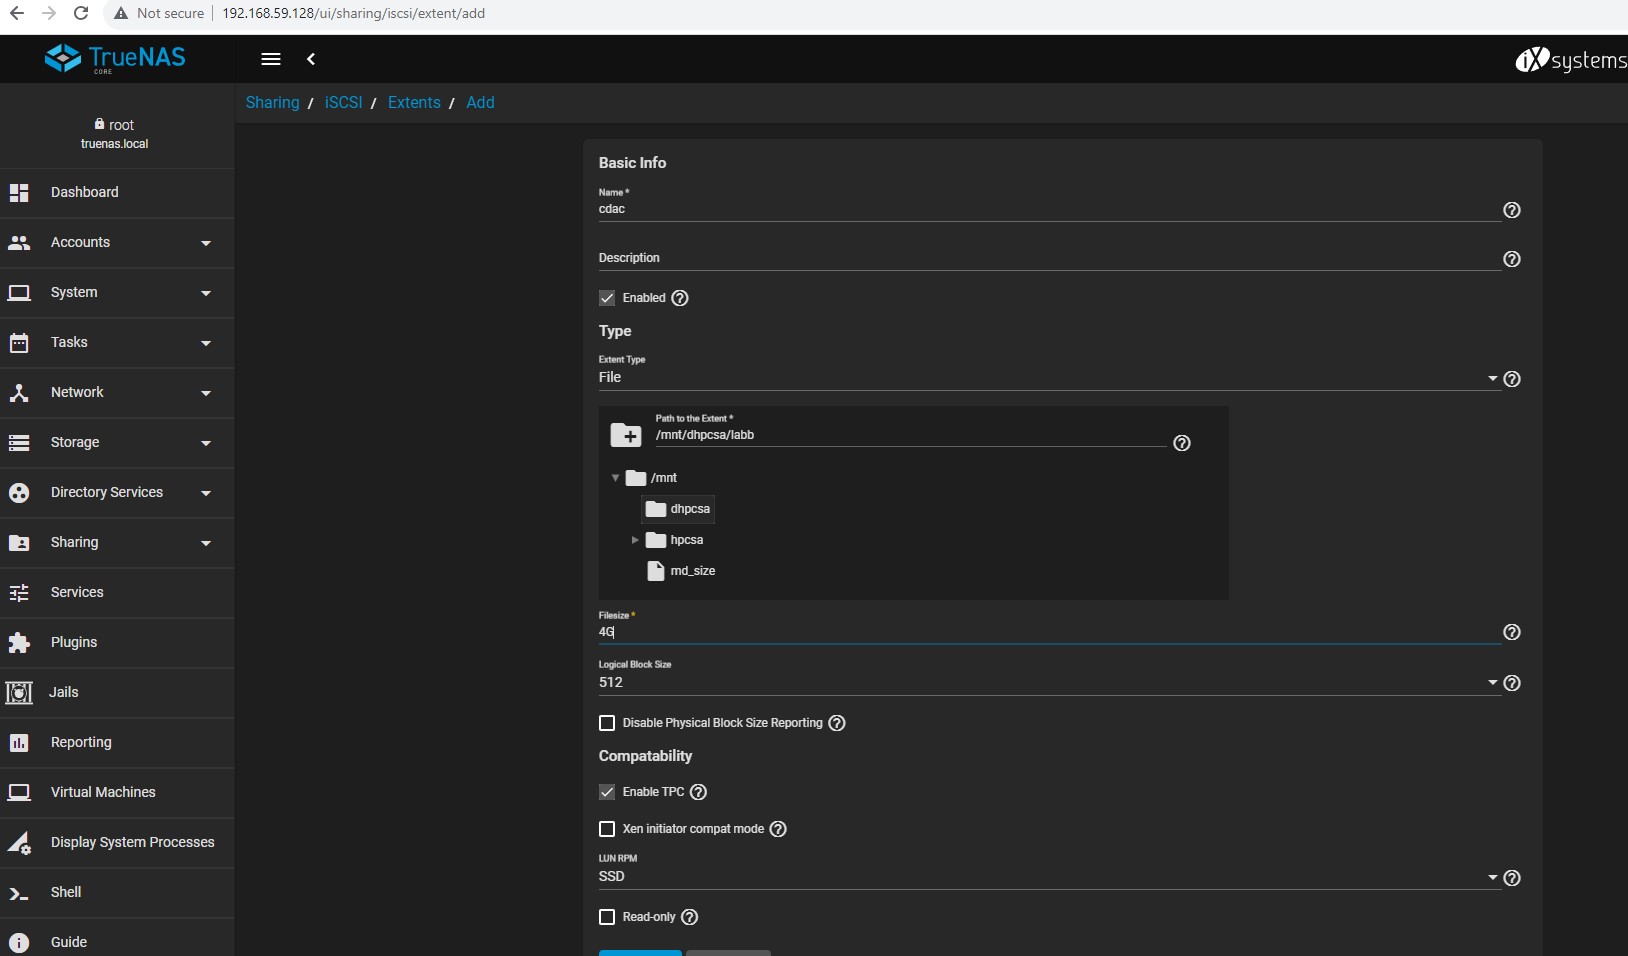 Not secure | 192.168.59.128/ui/sharing/iscsi/extent/add
TrueNAS
CORE
iXsystems
Sharing / iSCSI / Extents / Add
root
truenas.local
Dashboard
Accounts
System
Tasks
Network
Storage
Directory Services
Sharing
Services
Plugins
Jails
Reporting
Virtual Machines
Display System Processes
Shell
Guide
Basic Info
Name *
cdac
Description
Enabled
Type
Extent Type
File
Path to the Extent *
/mnt/dhpcsa/labb
/mnt
dhpcsa
hpcsa
md_size
Filesize *
4G
Logical Block Size
512
Disable Physical Block Size Reporting
Compatability
Enable TPC
Xen initiator compat mode
LUN RPM
SSD
Read-only